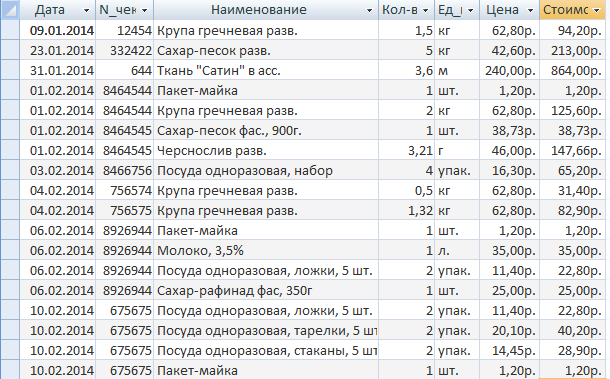 Дата N_чек Наименование Кол-в Ед_ Цена Стоимо
09.01.2014 12454 Крупа гречневая разв. 1,5 кг 62,80р. 94,20р.
23.01.2014 332422 Сахар-песок разв. 5 кг 42,60р. 213,00р.
31.01.2014 644 Ткань "Сатин" в асс. 3,6 м 240,00р. 864,00р.
01.02.2014 8464544 Пакет-майка 1 шт. 1,20р. 1,20р.
01.02.2014 8464544 Крупа гречневая разв. 2 кг 62,80р. 125,60р.
01.02.2014 8464545 Сахар-песок фас., 900г. 1 шт. 38,73р. 38,73р.
01.02.2014 8464545 Черснослив разв. 3,21 г 46,00р. 147,66р.
03.02.2014 8466756 Посуда одноразовая, набор 4 упак. 16,30р. 65,20р.
04.02.2014 756574 Крупа гречневая разв. 0,5 кг 62,80р. 31,40р.
04.02.2014 756575 Крупа гречневая разв. 1,32 кг 62,80р. 82,90р.
06.02.2014 8926944 Пакет-майка 1 шт. 1,20р. 1,20р.
06.02.2014 8926944 Молоко, 3,5% 1 л. 35,00р. 35,00р.
06.02.2014 8926944 Посуда одноразовая, ложки, 5 шт. 2 упак. 11,40р. 22,80р.
06.02.2014 8926944 Сахар-рафинад фас, 350г 1 шт. 25,00р. 25,00р.
10.02.2014 675675 Посуда одноразовая, ложки, 5 шт. 2 упак. 11,40р. 22,80р.
10.02.2014 675675 Посуда одноразовая, тарелки, 5 шт 2 упак. 20,10р. 40,20р.
10.02.2014 675675 Посуда одноразовая, стаканы, 5 шт 2 упак. 14,45р. 28,90р.
10.02.2014 675675 Пакет-майка 1 шт. 1,20р. 1,20р.